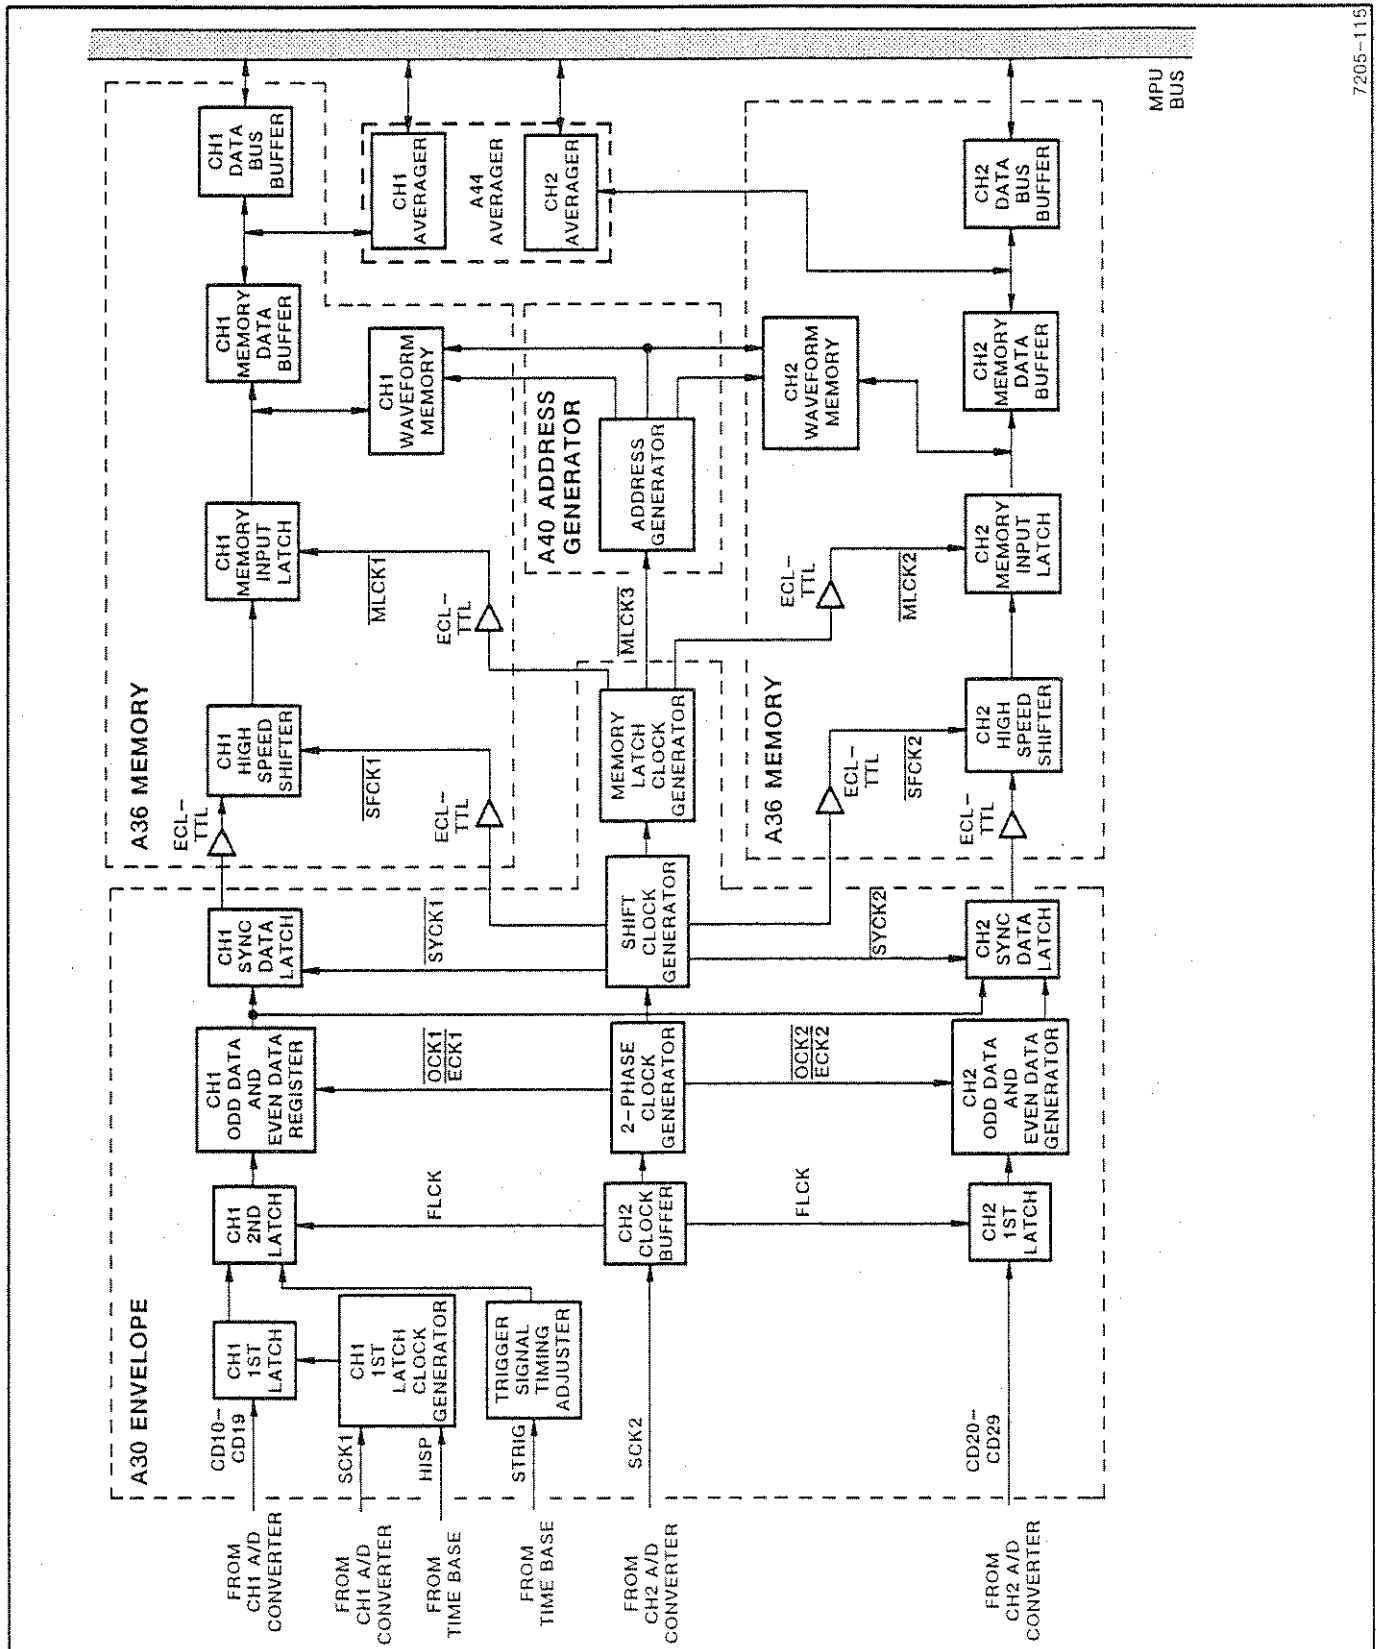 7205-115
MPU
BUS
A36 MEMORY
A30 ENVELOPE
FROM
CH1 A/D
CONVERTER
CD10-
CD19
CH1
1ST
LATCH
CH1
2ND
LATCH
CH1
ODD DATA
AND
EVEN DATA
REGISTER
CH1
SYNC
DATA
LATCH
ECL-
TTL
CH1
HIGH
SPEED
SHIFTER
CH1
MEMORY
INPUT
LATCH
CH1
MEMORY
DATA
BUFFER
CH1
DATA
BUS
BUFFER
FROM
CH1 A/D
CONVERTER
SCK1
FROM
TIME BASE
HISP
CH1
1ST
LATCH
CLOCK
GENERATOR
FLCK
OCK1
ECK1
SYCK1
SFCK1
ECL-
TTL
MLCK1
ECL-
TTL
CH1
WAVEFORM
MEMORY
CH1
AVERAGER
A44
AVERAGER
CH2
AVERAGER
FROM
TIME BASE
STRIG
TRIGGER
SIGNAL
TIMING
ADJUSTER
A40 ADDRESS
GENERATOR
FROM
CH2 A/D
CONVERTER
SCK2
CH2
CLOCK
BUFFER
2-PHASE
CLOCK
GENERATOR
SHIFT
CLOCK
GENERATOR
MEMORY
LATCH
CLOCK
GENERATOR
MLCK3
ADDRESS
GENERATOR
FLCK
OCK2
ECK2
SYCK2
ECL-
TTL
SFCK2
ECL-
TTL
MLCK2
CH2
WAVEFORM
MEMORY
A36 MEMORY
FROM
CH2 A/D
CONVERTER
CD20-
CD29
CH2
1ST
LATCH
CH2
ODD DATA
AND
EVEN DATA
GENERATOR
CH2
SYNC
DATA
LATCH
ECL-
TTL
CH2
HIGH
SPEED
SHIFTER
CH2
MEMORY
INPUT
LATCH
CH2
MEMORY
DATA
BUFFER
CH2
DATA
BUS
BUFFER